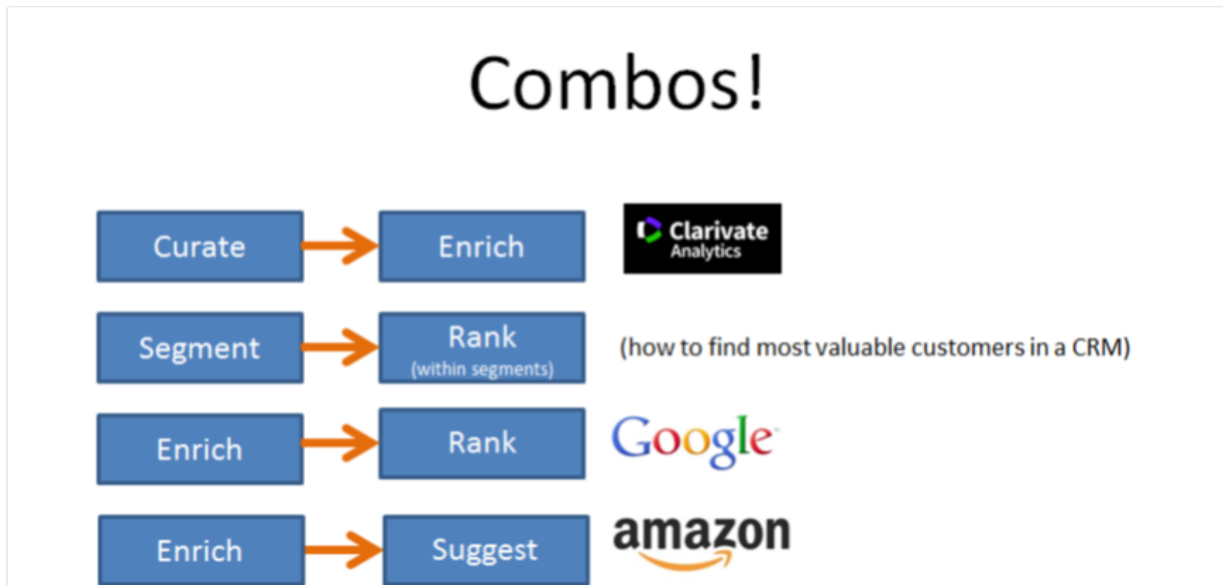 Combos!
Curate
Enrich
Clarivate
Analytics
Segment
Rank
(within segments)
(how to find most valuable customers in a CRM)
Enrich
Rank
Google
Enrich
Suggest
amazon